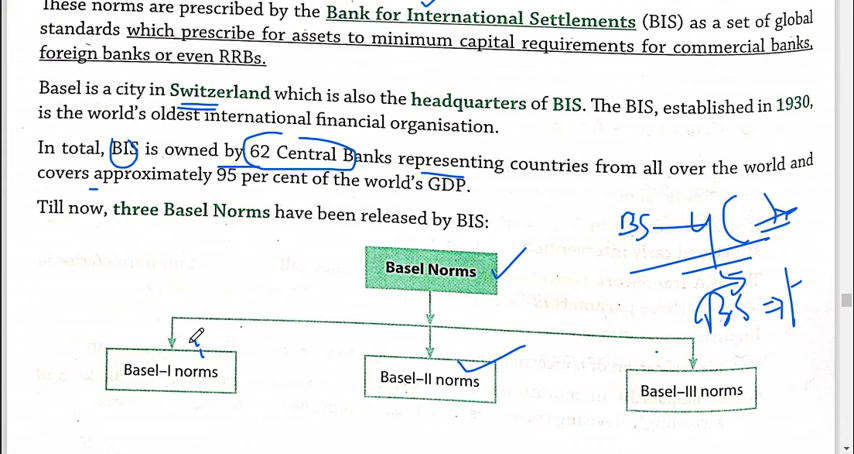 These norms are prescribed by the Bank for International Settlements (BIS) as a set of global
standards which prescribe for assets to minimum capital requirements for commercial banks,
foreign banks or even RRBs.
Basel is a city in Switzerland which is also the headquarters of BIS. The BIS, established in 1930,
is the world's oldest international financial organisation.
In total, BIS is owned by 62 Central Banks representing countries from all over the world and
covers approximately 95 per cent of the world's GDP.
Till now, three Basel Norms have been released by BIS:
Basel Norms
Basel–I norms
Basel–II norms
Basel–III norms